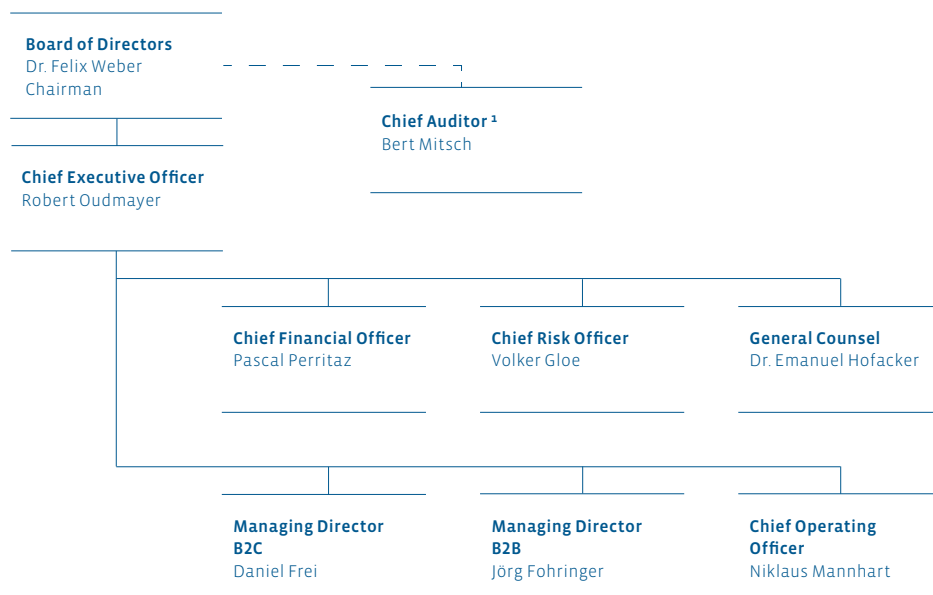 Board of Directors
Dr. Felix Weber
Chairman
Chief Auditor ¹
Bert Mitsch
Chief Executive Officer
Robert Oudmayer
Chief Financial Officer
Pascal Perritaz
Chief Risk Officer
Volker Gloe
General Counsel
Dr. Emanuel Hofacker
Managing Director
B2C
Daniel Frei
Managing Director
B2B
Jörg Fohringer
Chief Operating
Officer
Niklaus Mannhart